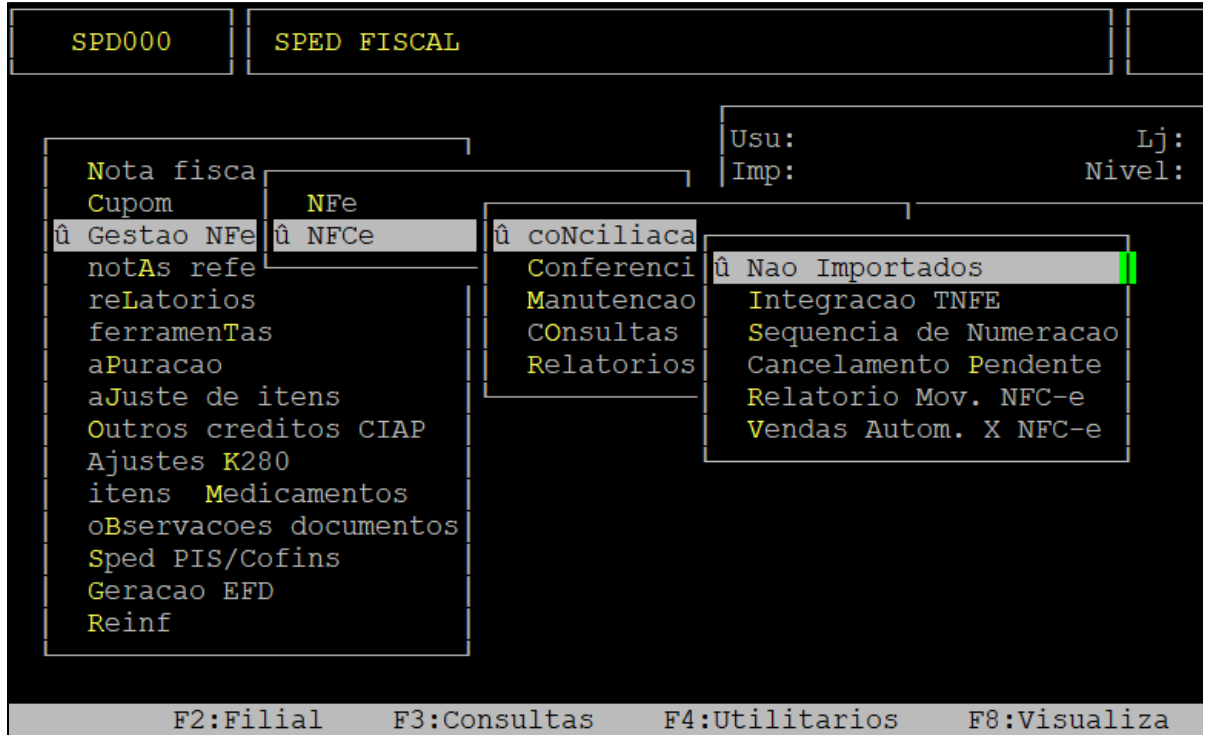 SPD000 SPED FISCAL
Usu: Lj:
Imp: Nivel:
Nota fisca
Cupom
û Gestao NFe
notAs refe
reLatorios
ferramenTas
aPuracao
aJuste de itens
Outros creditos CIAP
Ajustes K280
itens Medicamentos
oBservacoes documentos
Sped PIS/Cofins
Geracao EFD
Reinf
NFe
û NFCe
û coNciliaca
Conferenci
Manutencao
COnsultas
Relatorios
û Nao Importados
Integracao TNFE
Sequencia de Numeracao
Cancelamento Pendente
Relatorio Mov. NFC-e
Vendas Autom. X NFC-e
F2:Filial F3:Consultas F4:Utilitarios F8:Visualiza